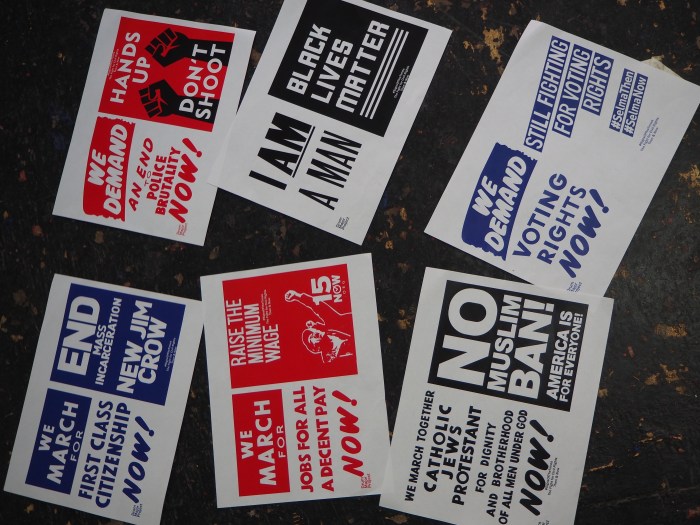 HANDS
UP
DON'T
SHOOT
WE
DEMAND
AN END
TO
POLICE
BRUTALITY
NOW!
BLACK
LIVES
MATTER
I AM
A MAN
STILL FIGHTING
FOR VOTING
RIGHTS
#SelmaThen
#SelmaNow
WE
DEMAND
VOTING
RIGHTS
NOW!
END
MASS
INCARCERATION
NEW JIM
CROW
WE
MARCH
FOR
FIRST CLASS
CITIZENSHIP
NOW!
RAISE THE
MINIMUM
WAGE
15
NOW
WE
MARCH
FOR
JOBS FOR ALL
A DECENT PAY
NOW!
NO
MUSLIM
BAN!
AMERICA IS
FOR EVERYONE!
WE MARCH TOGETHER
CATHOLIC
JEWS
PROTESTANT
FOR DIGNITY
AND BROTHERHOOD
OF ALL MEN UNDER GOD
NOW!